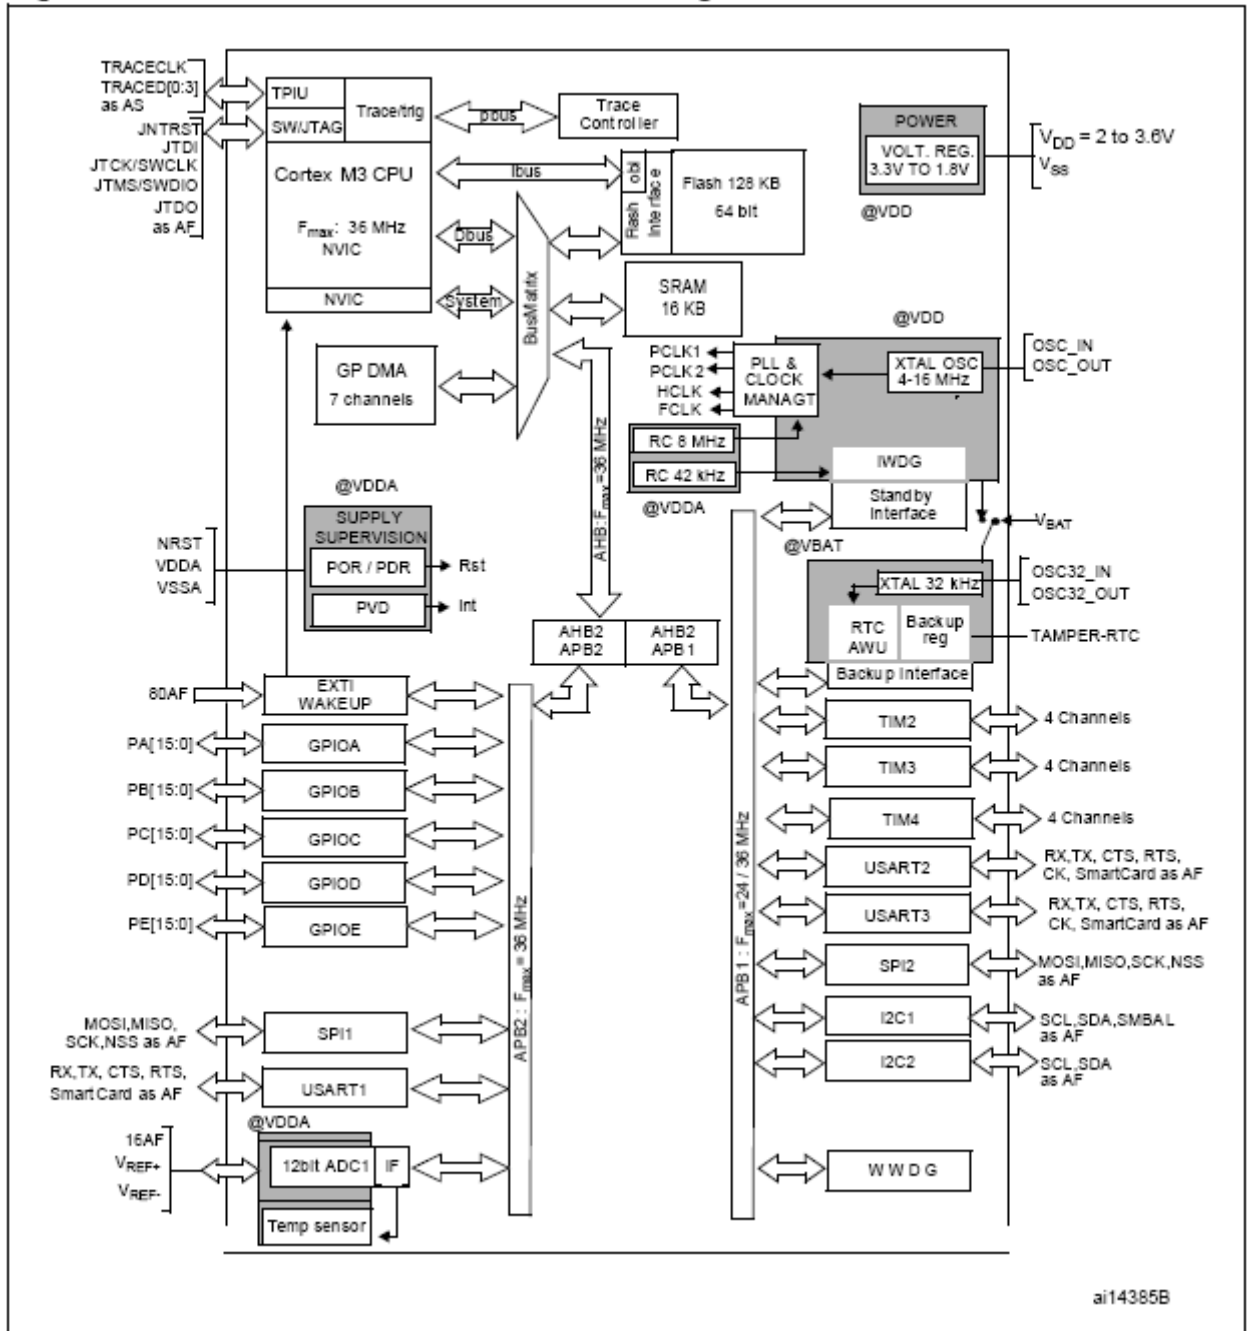 TRACECLK
TRACED[0:3]
as AS
TPIU
Trace/trig
SW/JTAG
pbus
Trace
Controller
JNTRST
JTDI
JTCK/SWCLK
JTMS/SWDIO
JTDO
as AF
Cortex M3 CPU
Fmax: 36 MHz
NVIC
NVIC
Ibus
Dbus
System
BusMatrix
obl
Flash
Interface
Flash 128 KB
64 bit
SRAM
16 KB
POWER
VOLT. REG.
3.3V TO 1.8V
@VDD
VDD = 2 to 3.6V
VSS
GP DMA
7 channels
@VDD
PCLK1
PCLK2
HCLK
FCLK
PLL &
CLOCK
MANAGT
XTAL OSC
4-16 MHz
OSC_IN
OSC_OUT
RC 8 MHz
RC 42 kHz
@VDDA
IWDG
Standby
Interface
VBAT
@VBAT
AHB:Fmax=36 MHz
@VDDA
SUPPLY
SUPERVISION
NRST
VDDA
VSSA
POR / PDR
Rst
PVD
Int
XTAL 32 kHz
OSC32_IN
OSC32_OUT
RTC
AWU
Backup
reg
TAMPER-RTC
Backup Interface
AHB2
APB2
AHB2
APB1
80AF
EXTI
WAKEUP
PA[15:0]
GPIOA
PB[15:0]
GPIOB
PC[15:0]
GPIOC
PD[15:0]
GPIOD
PE[15:0]
GPIOE
MOSI,MISO,
SCK,NSS as AF
SPI1
RX,TX, CTS, RTS,
SmartCard as AF
USART1
@VDDA
16AF
VREF+
VREF-
12bit ADC1
IF
Temp sensor
APB2 : Fmax= 36 MHz
APB1 : Fmax=24 / 36 MHz
TIM2
4 Channels
TIM3
4 Channels
TIM4
4 Channels
USART2
RX,TX, CTS, RTS,
CK, SmartCard as AF
USART3
RX,TX, CTS, RTS,
CK, SmartCard as AF
SPI2
MOSI,MISO,SCK,NSS
as AF
I2C1
SCL,SDA,SMBAL
as AF
I2C2
SCL,SDA
as AF
WWDG
ai14385B